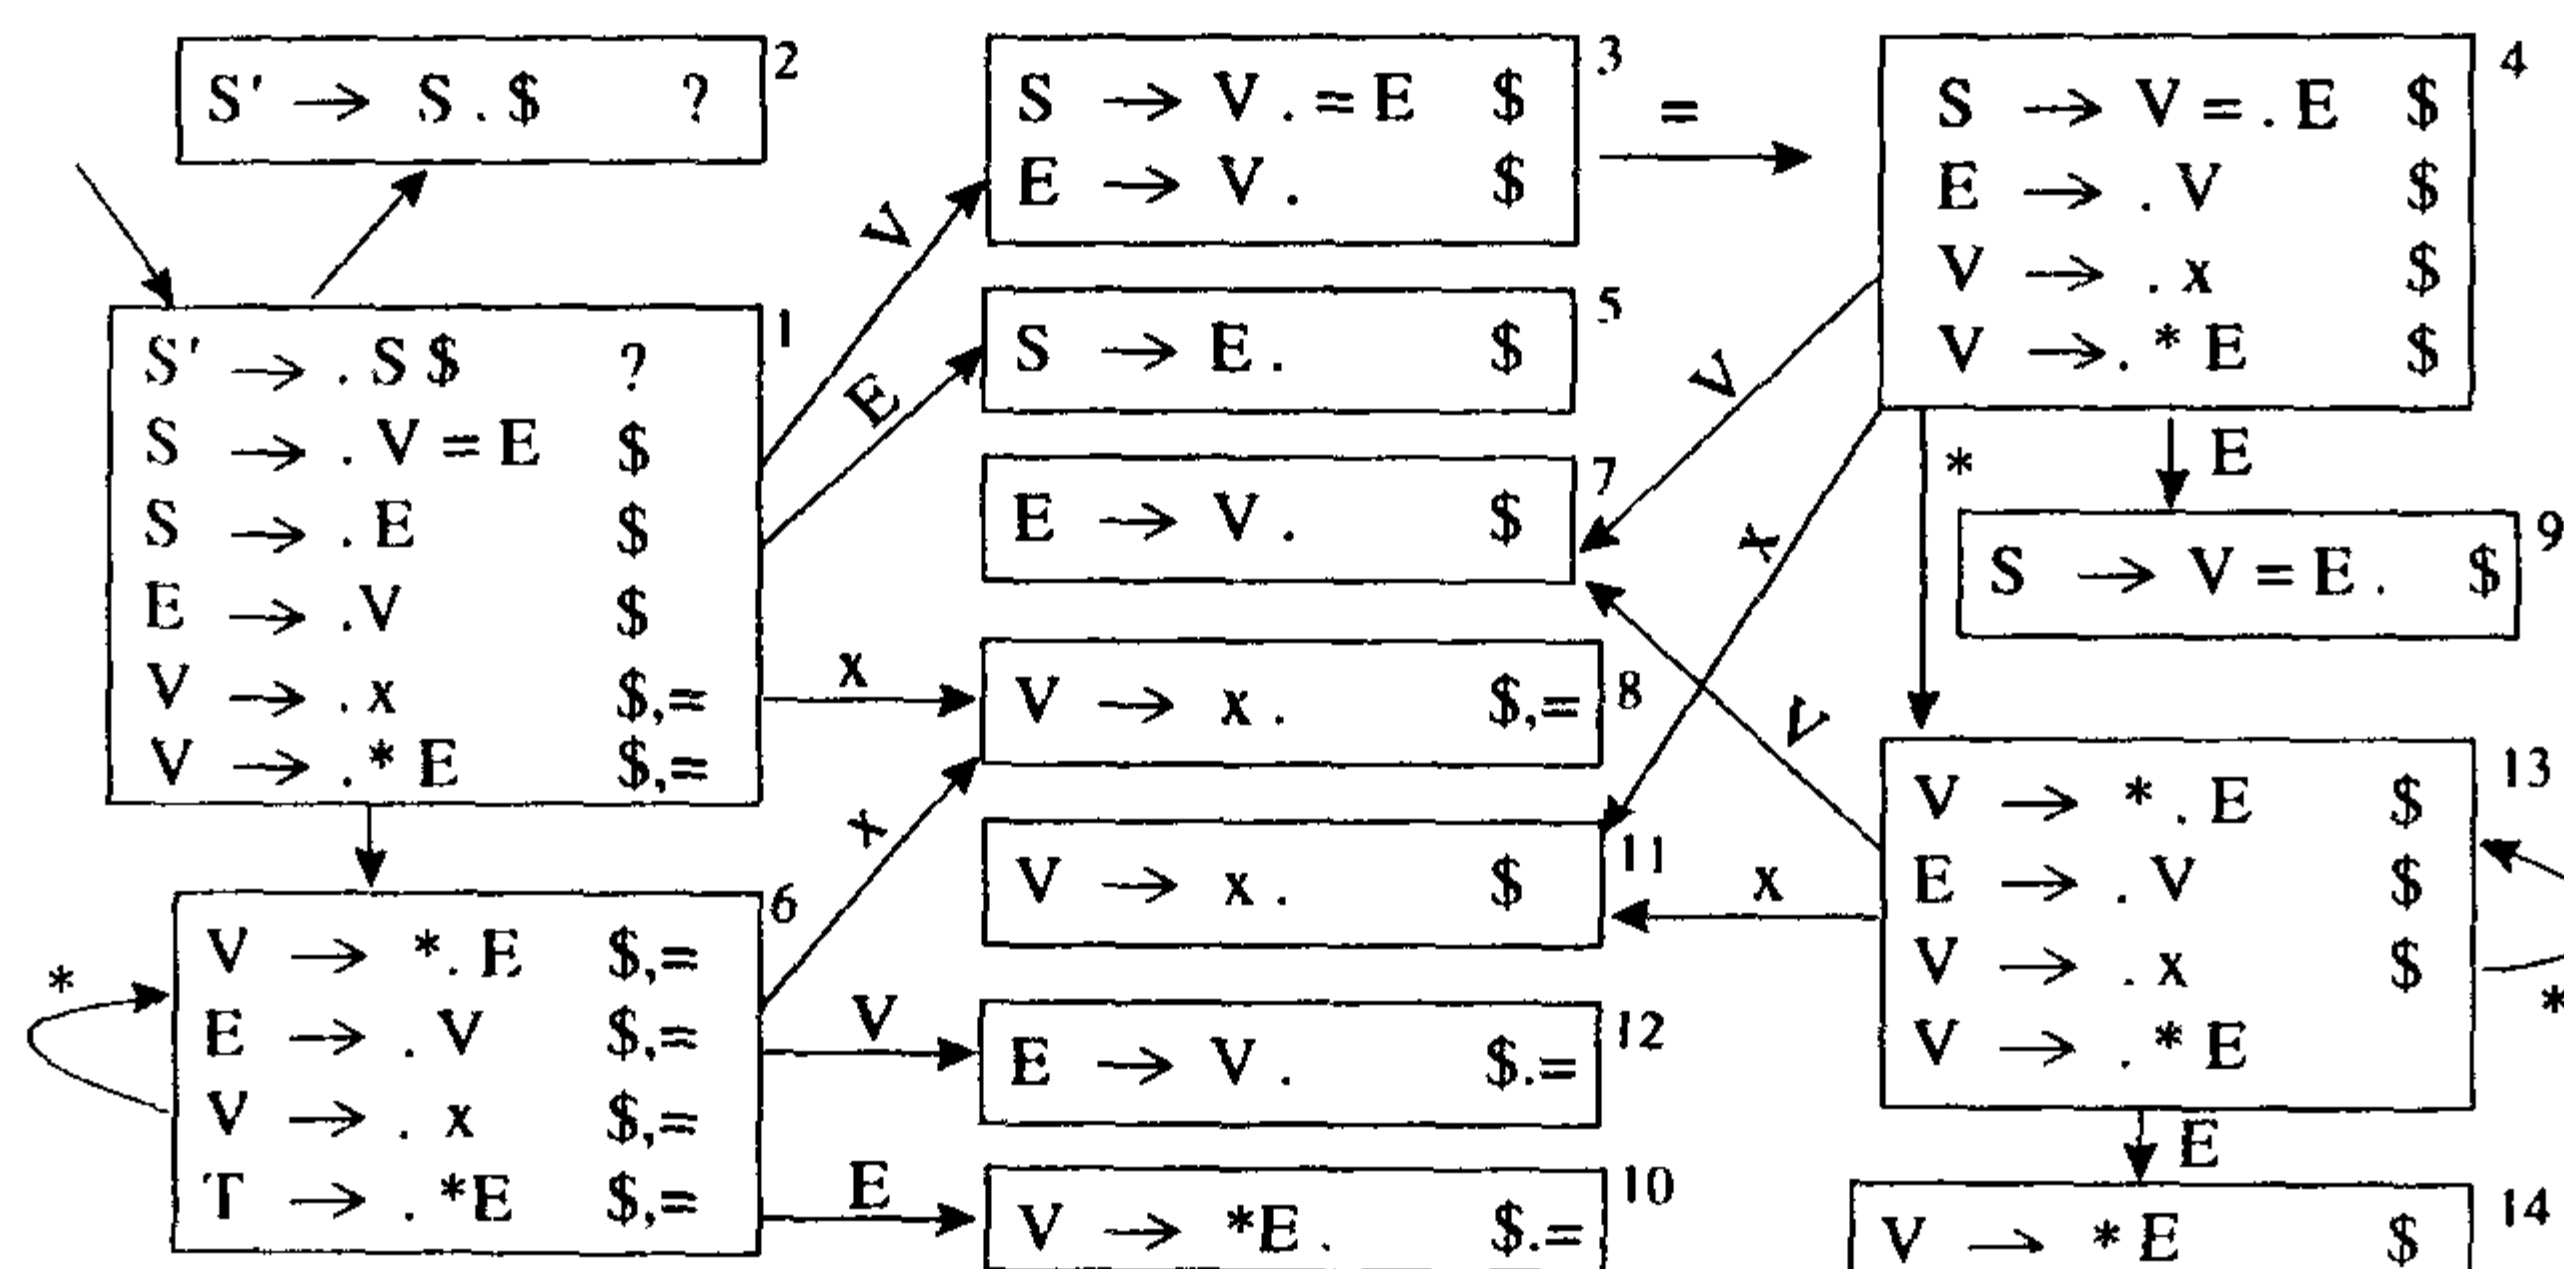 2
S' → S . $ ?
3
S → V . = E $
E → V . $
=
4
S → V = . E $
E → . V $
V → . x $
V → . * E $
1
S' → . S $ ?
S → . V = E $
S → . E $
E → . V $
V → . x $,=
V → . * E $,=
V
E
5
S → E . $
7
E → V . $
V
x
*
E
9
S → V = E . $
x
8
V → x . $,=
x
V
11
V → x . $
x
13
V → * . E $
E → . V $
V → . x $
V → . * E
*
6
V → * . E $,=
E → . V $,=
V → . x $,=
T → . * E $,=
*
V
12
E → V . $.=
E
10
V → *E . $.=
E
14
V → * E $